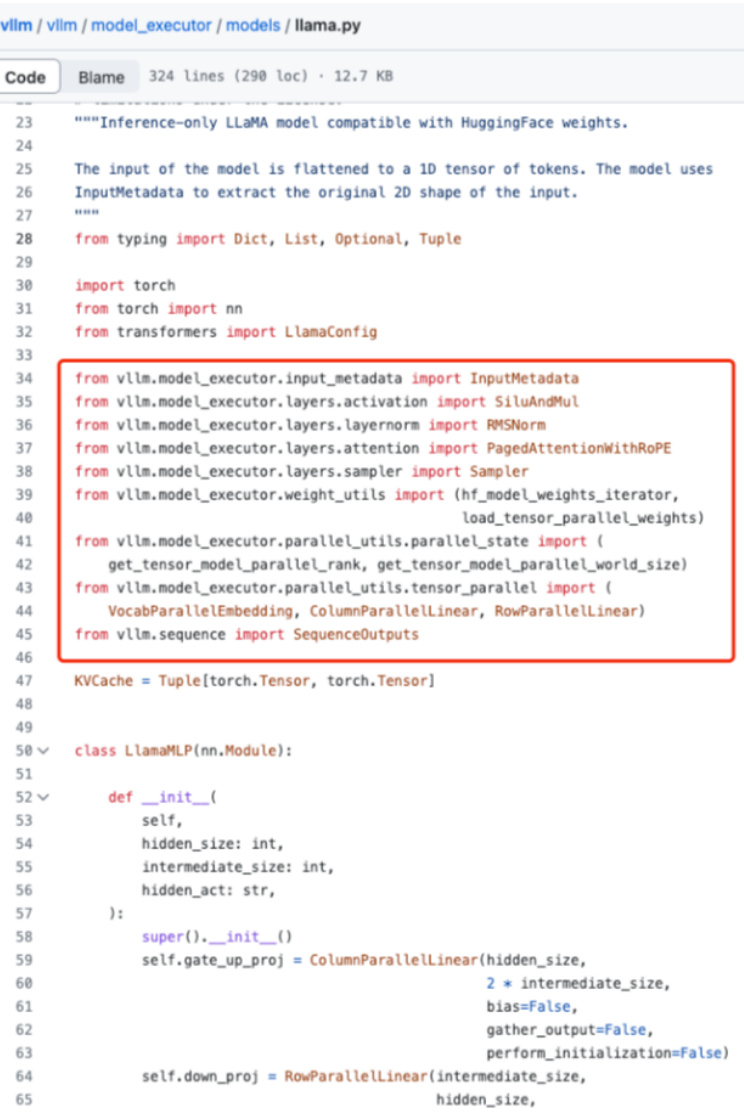 vllm / vllm / model_executor / models / llama.py
Code Blame 324 lines (290 loc) · 12.7 KB
23 """Inference-only LLaMA model compatible with HuggingFace weights.
24
25 The input of the model is flattened to a 1D tensor of tokens. The model uses
26 InputMetadata to extract the original 2D shape of the input.
27 """
28 from typing import Dict, List, Optional, Tuple
29
30 import torch
31 from torch import nn
32 from transformers import LlamaConfig
33
34 from vllm.model_executor.input_metadata import InputMetadata
35 from vllm.model_executor.layers.activation import SiluAndMul
36 from vllm.model_executor.layers.layernorm import RMSNorm
37 from vllm.model_executor.layers.attention import PagedAttentionWithRoPE
38 from vllm.model_executor.layers.sampler import Sampler
39 from vllm.model_executor.weight_utils import (hf_model_weights_iterator,
40 load_tensor_parallel_weights)
41 from vllm.model_executor.parallel_utils.parallel_state import (
42 get_tensor_model_parallel_rank, get_tensor_model_parallel_world_size)
43 from vllm.model_executor.parallel_utils.tensor_parallel import (
44 VocabParallelEmbedding, ColumnParallelLinear, RowParallelLinear)
45 from vllm.sequence import SequenceOutputs
46
47 KVCache = Tuple[torch.Tensor, torch.Tensor]
48
49
50 class LlamaMLP(nn.Module):
51
52 def __init__(
53 self,
54 hidden_size: int,
55 intermediate_size: int,
56 hidden_act: str,
57 ):
58 super().__init__()
59 self.gate_up_proj = ColumnParallelLinear(hidden_size,
60 2 * intermediate_size,
61 bias=False,
62 gather_output=False,
63 perform_initialization=False)
64 self.down_proj = RowParallelLinear(intermediate_size,
65 hidden_size,